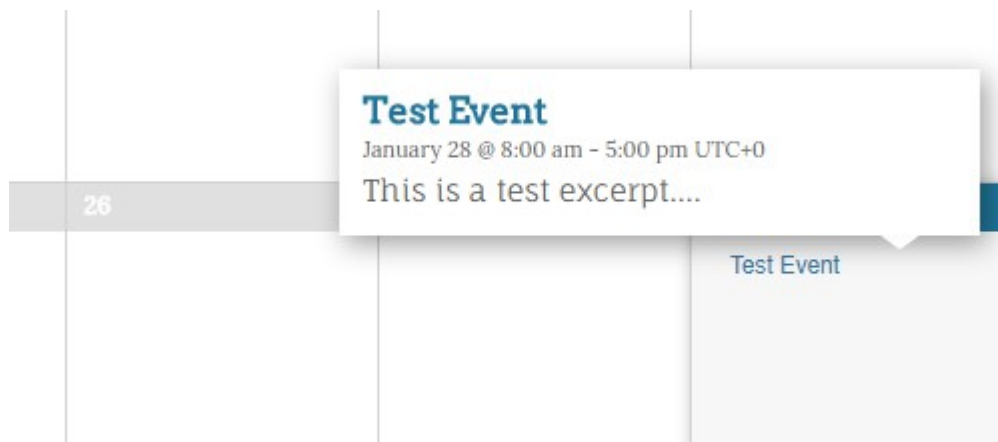 Test Event
January 28 @ 8:00 am - 5:00 pm UTC+0
This is a test excerpt....
26
Test Event